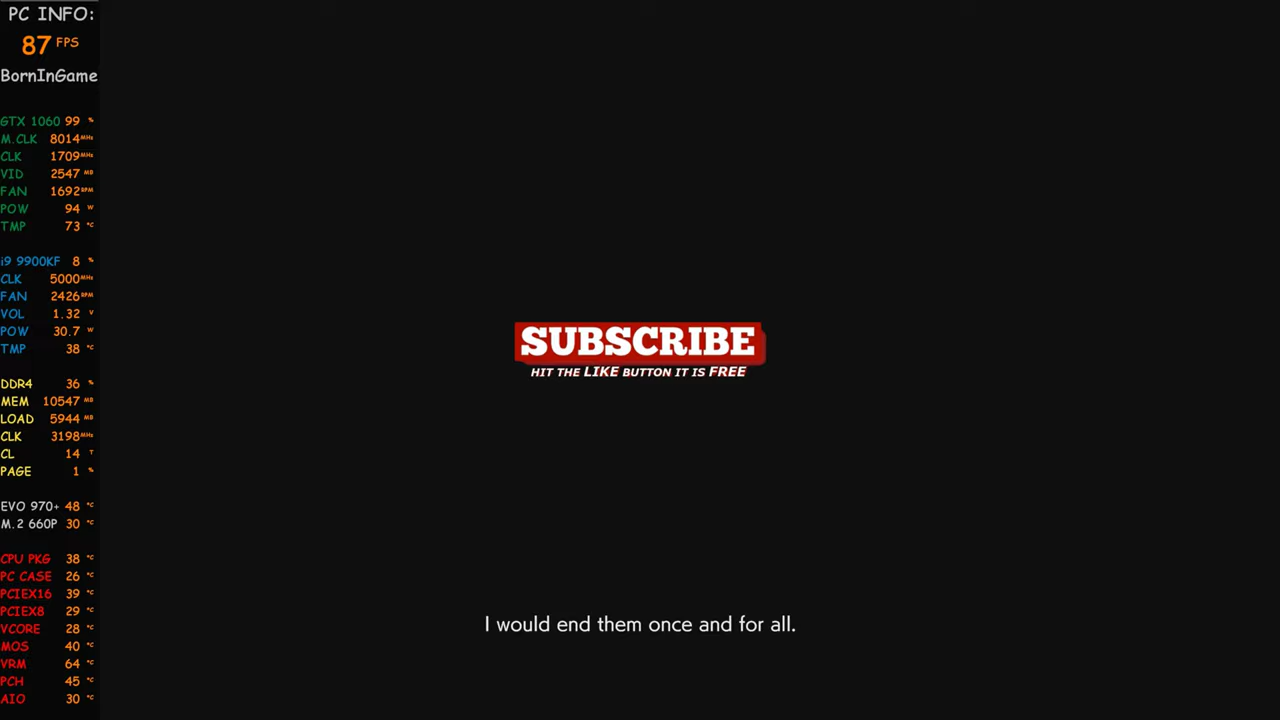 PC INFO:
87 FPS
BornInGame
GTX 1060 99 %
M.CLK 8014 MHz
CLK 1709 MHz
VID 2547 MB
FAN 1692 RPM
POW 94 W
TMP 73 °C
i9 9900KF 8 %
CLK 5000 MHz
FAN 2426 RPM
VOL 1.32 V
POW 30.7 W
TMP 38 °C
DDR4 36 %
MEM 10547 MB
LOAD 5944 MB
CLK 3198 MHz
CL 14 T
PAGE 1 %
EVO 970+ 48 °C
M.2 660P 30 °C
CPU PKG 38 °C
PC CASE 26 °C
PCIEX16 39 °C
PCIEX8 29 °C
VCORE 28 °C
MOS 40 °C
VRM 64 °C
PCH 45 °C
AIO 30 °C
SUBSCRIBE
HIT THE LIKE BUTTON IT IS FREE
I would end them once and for all.